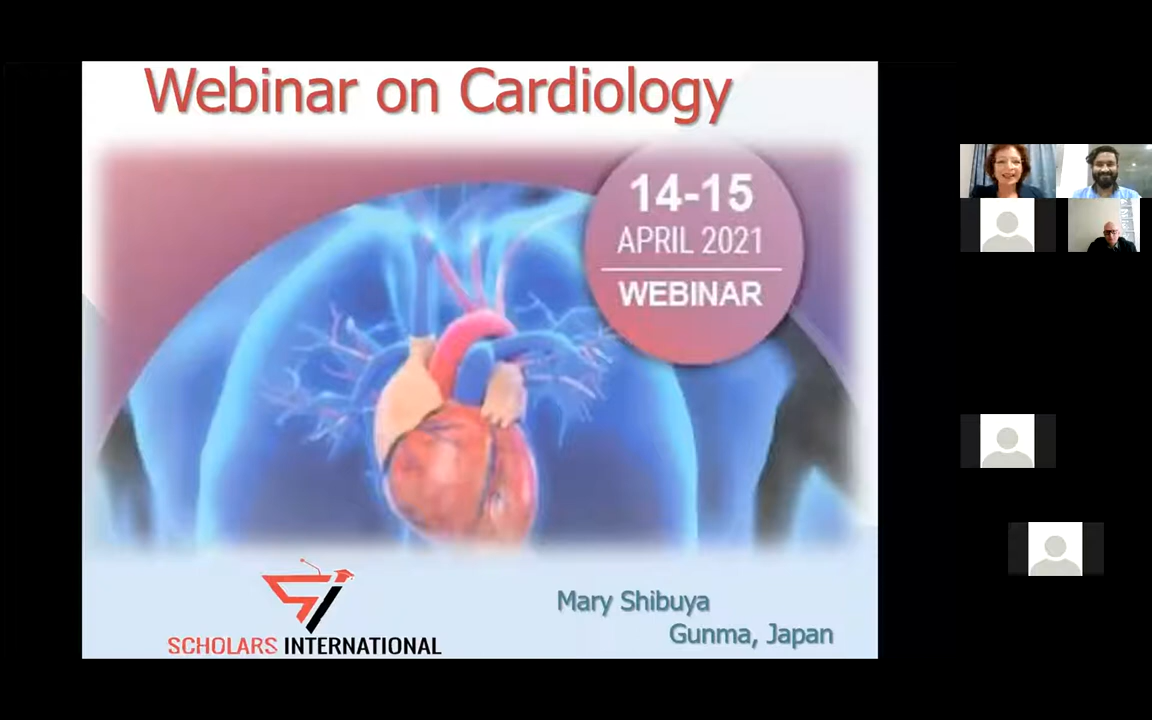 Webinar on Cardiology
14-15
APRIL 2021
WEBINAR
SCHOLARS INTERNATIONAL
Mary Shibuya
Gunma, Japan